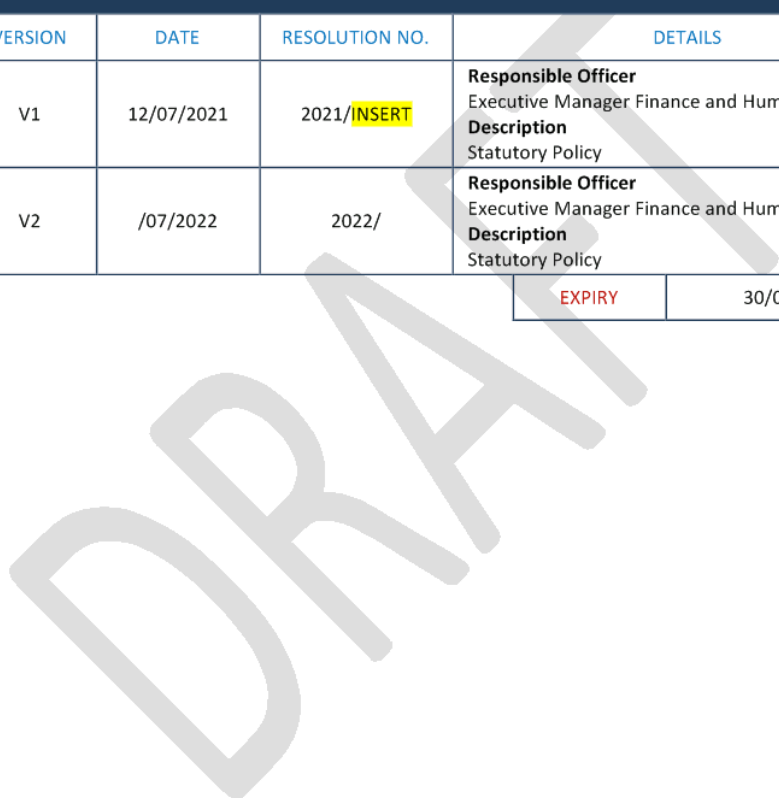 VERSION DATE RESOLUTION NO. DETAILS
Responsible Officer
Executive Manager Finance and Hum
V1 12/07/2021 2021/INSERT
Description
Statutory Policy
Responsible Officer
Executive Manager Finance and Hum
V2 /07/2022 2022/
Description
Statutory Policy
EXPIRY 30/0
DRAFT